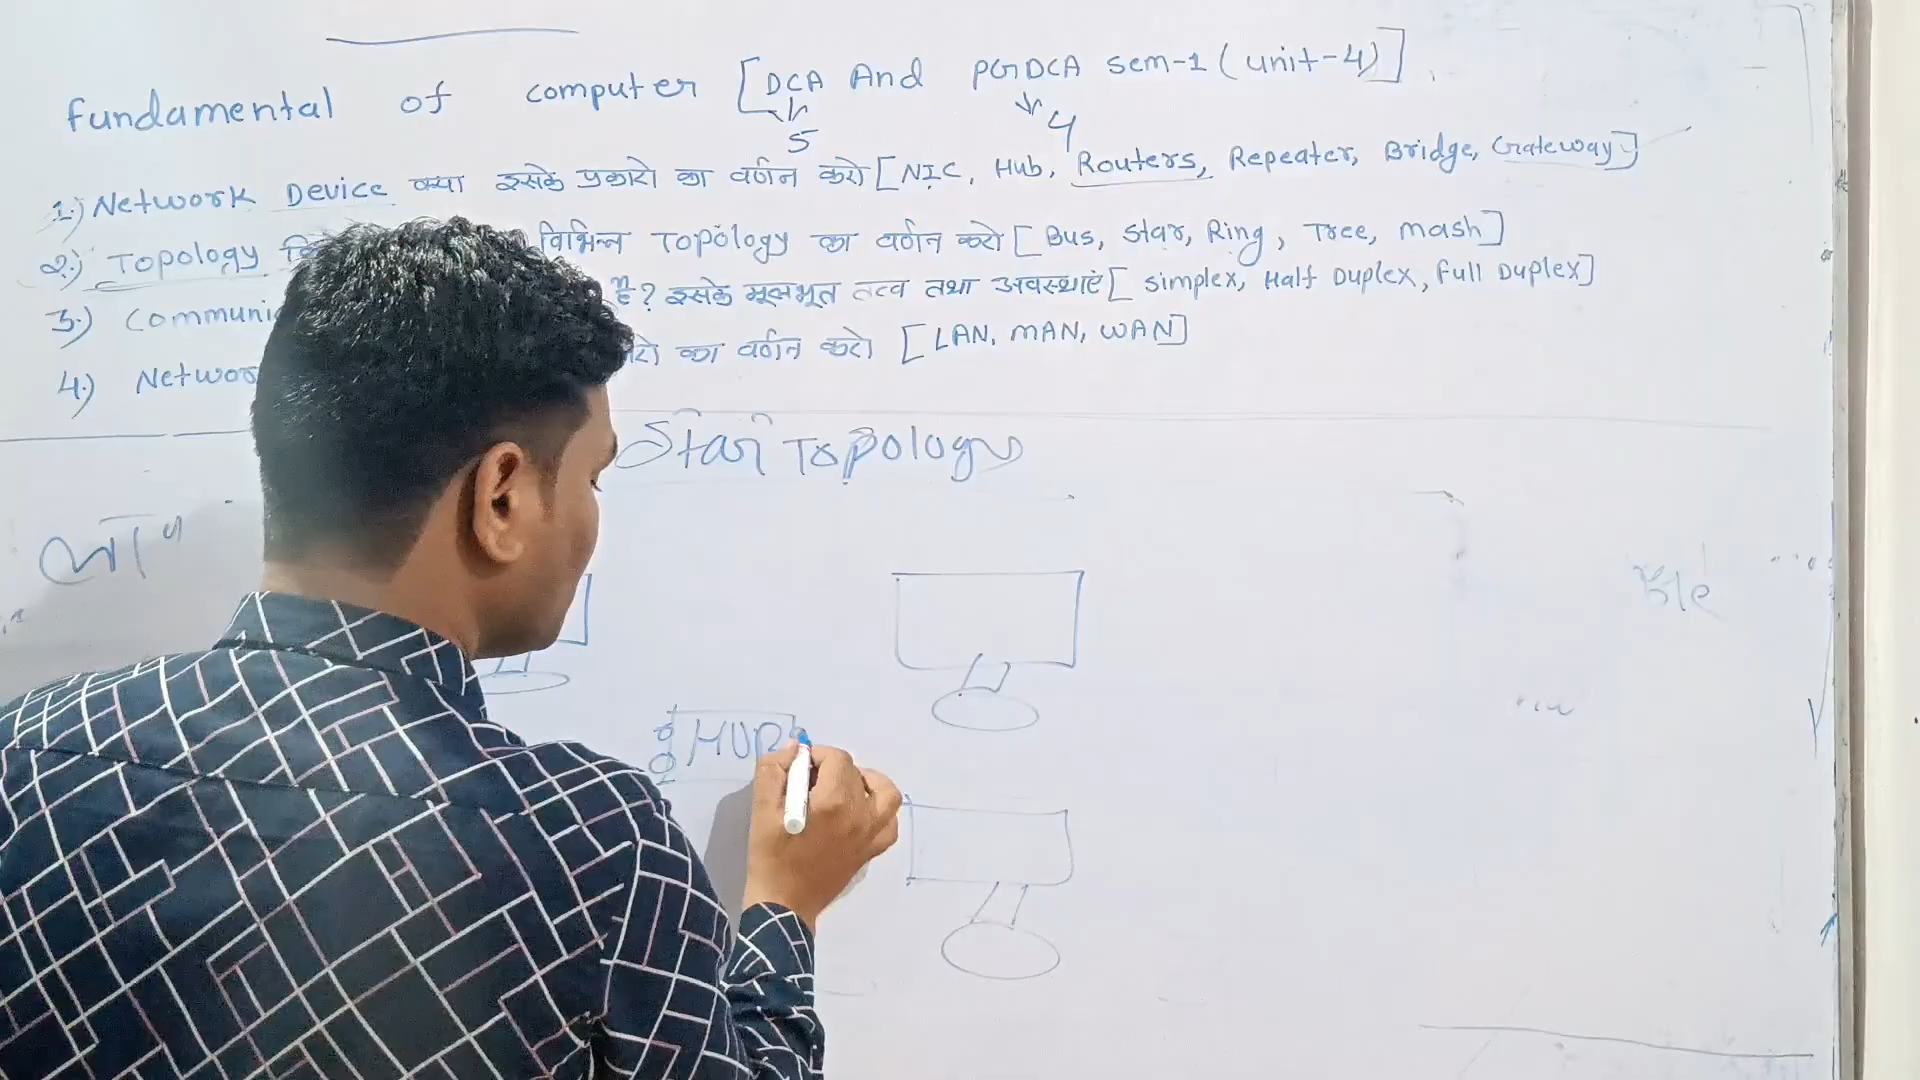 Fundamental of computer [DCA And PGDCA sem-1 (unit-4)]
5 4
1.) Network Device क्या इसके प्रकारो का वर्णन करो [NIC, Hub, Routers, Repeater, Bridge, Gateway]
2.) Topology विभिन्न Topology का वर्णन करो [Bus, Star, Ring, Tree, mash]
3.) Communi है? इसके मूलभूत तत्व तथा अवस्थाएं [simplex, Half Duplex, Full Duplex]
4.) Networ रो का वर्णन करो [LAN, MAN, WAN]
Star Topology
HUB